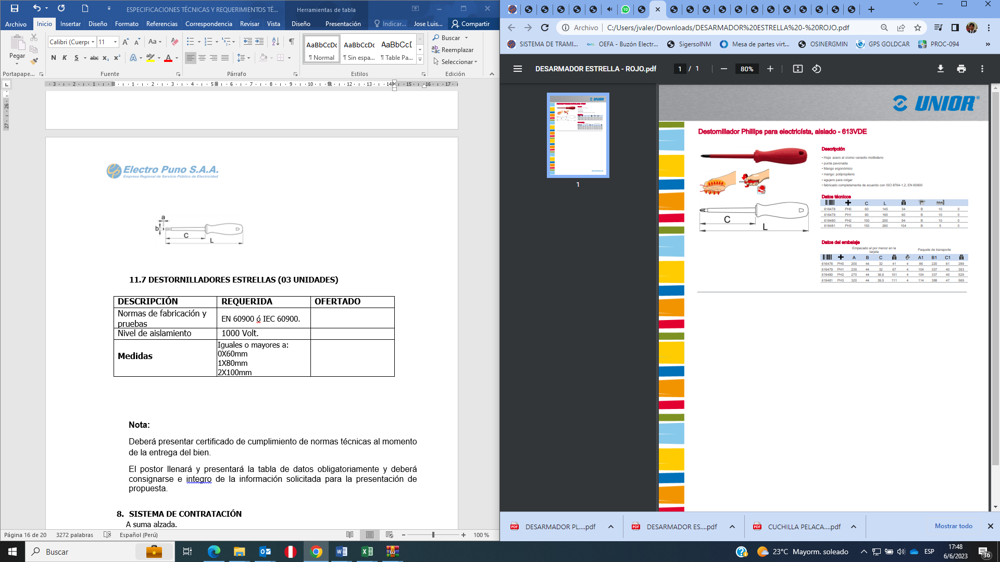 ESPECIFICACIONES TÉCNICAS Y REQUERIMIENTOS TÉ...
Herramientas de tabla
Archivo
Inicio
Insertar
Diseño
Formato
Referencias
Correspondencia
Revisar
Vista
Diseño
Presentación
Indicar...
Jose Luis...
Compartir
Pegar
Calibri (Cuerpo
11
Aa
N K S abc x₂ x²
AaBbCcDc
AaBbCcDc
AaBbCcI
¶ Normal
¶ Sin espa...
¶ Table Pa...
Buscar
Reemplazar
Seleccionar
Portapape...
Fuente
Párrafo
Estilos
Edición
Electro Puno S.A.A.
Empresa Regional de Servicio Público de Electricidad
a
b
C
L
11.7 DESTORNILLADORES ESTRELLAS (03 UNIDADES)
DESCRIPCIÓN REQUERIDA OFERTADO
Normas de fabricación y pruebas EN 60900 ó IEC 60900.
Nivel de aislamiento 1000 Volt.
Medidas
Iguales o mayores a:
0X60mm
1X80mm
2X100mm
Nota:
Deberá presentar certificado de cumplimiento de normas técnicas al momento
de la entrega del bien.
El postor llenará y presentará la tabla de datos obligatoriamente y deberá
consignarse e integro de la información solicitada para la presentación de
propuesta.
8. SISTEMA DE CONTRATACIÓN
A suma alzada.
Página 16 de 20
3272 palabras
Español (Perú)
100 %
10
Archivo
C:/Users/jvaler/Downloads/DESARMADOR%20ESTRELLA%20-%20ROJO.pdf
SISTEMA DE TRAMI...
OEFA - Buzón Electr...
SigersolNM
Mesa de partes virt...
OSINERGMIN
GPS GOLDCAR
PROC-094
»
DESARMADOR ESTRELLA - ROJO.pdf
1 / 1
80%
1
UNIOR
Destornillador Phillips para electricista, aislado - 613VDE
Descripción
• Hoja: acero al cromo vanadio molibdeno
• punta pavonada
• Mango ergonómico
• mango: polipropileno
• agujero para colgar
• fabricado completamente de acuerdo con ISO 8764-1,2, EN 60900
C
L
Datos técnicos
C L
616478 PH0 60 145 34 B 10 0
616479 PH1 80 165 60 B 10 0
616480 PH2 100 200 94 B 10 0
616481 PH3 150 260 104 B 5 0
Datos del embalaje
Empacado al por menor en la tarjeta
Paquete de transporte
A B C A1 B1 C1
616478 PH0 200 44 32 41 4 86 220 61 289
616479 PH1 235 44 32 67 4 104 337 40 393
616480 PH2 270 44 36,6 101 4 104 337 40 529
616481 PH3 320 44 39,5 111 4 114 388 47 569
DESARMADOR PL....pdf
DESARMADOR ES....pdf
CUCHILLA PELACA....pdf
Mostrar todo
Buscar
23°C Mayorm. soleado
ESP
17:48
6/6/2023
36